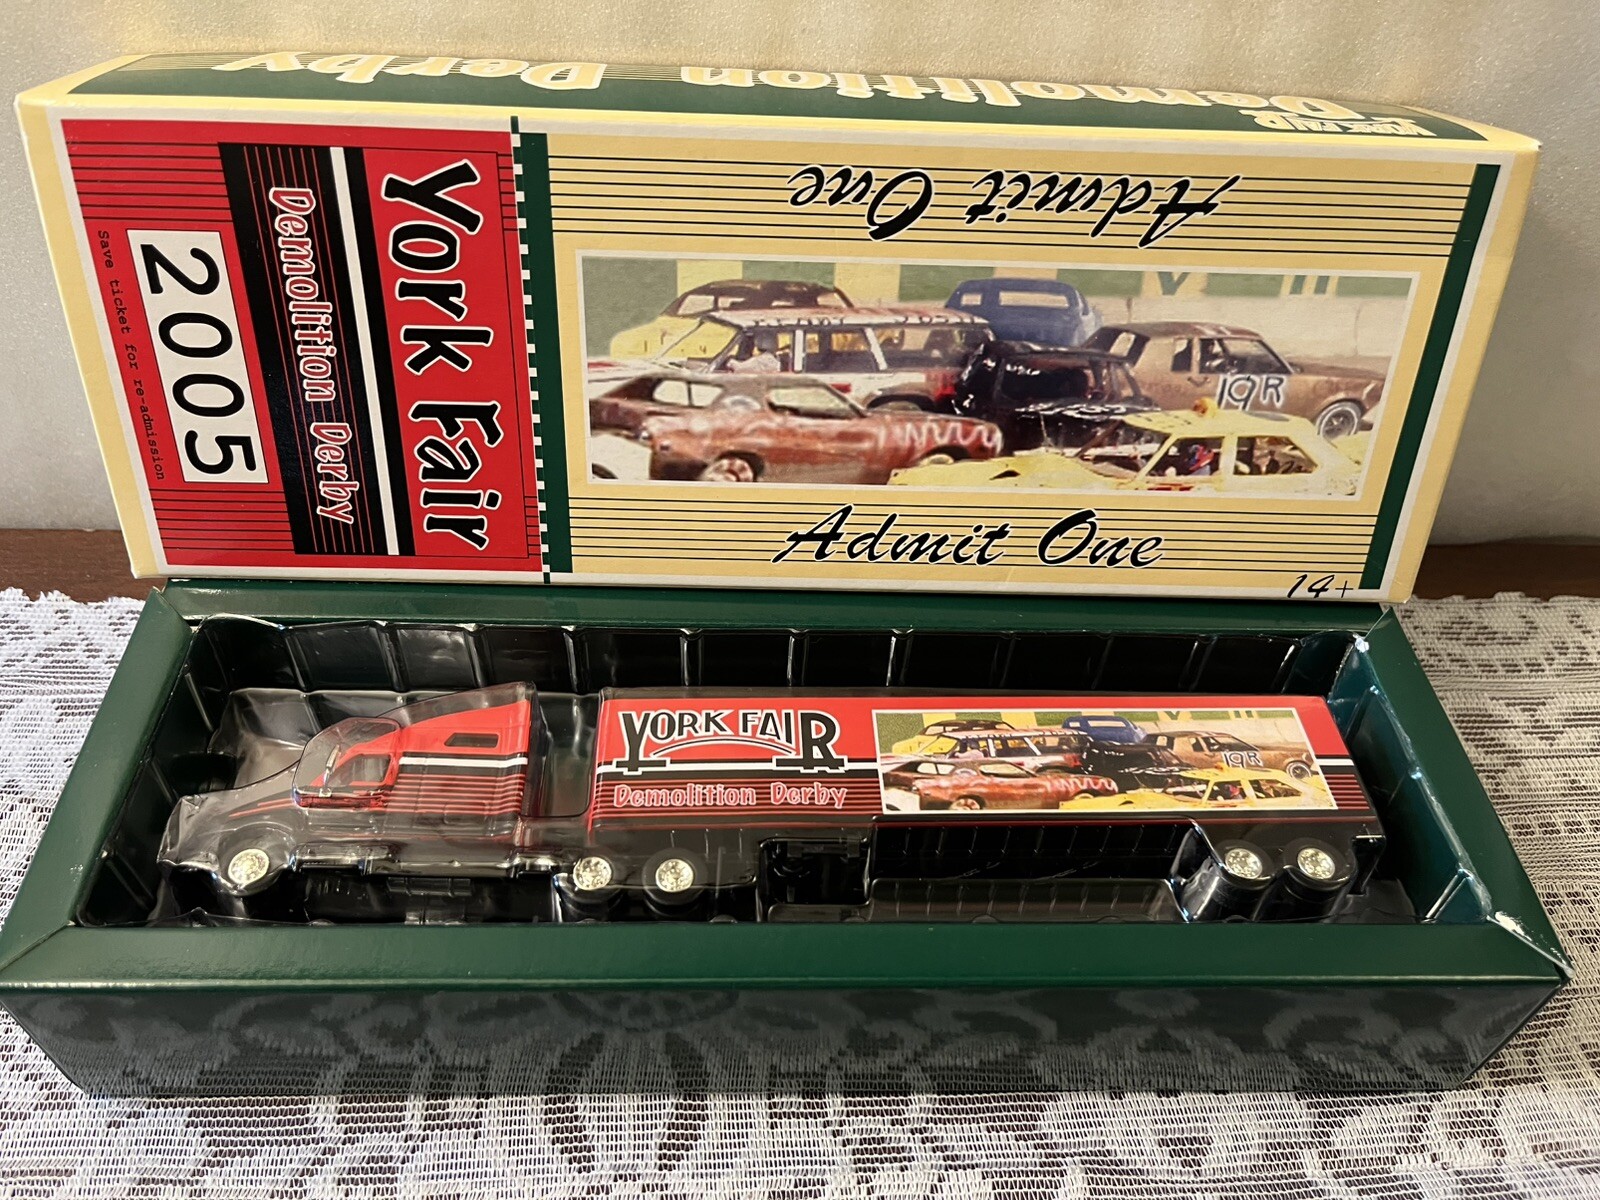 Demolition Derby
YORK FAIR
York Fair
Demolition Derby
2005
Save ticket for re-admission
Admit One
19R
Admit One
14+
YORK FAIR
Demolition Derby
19R